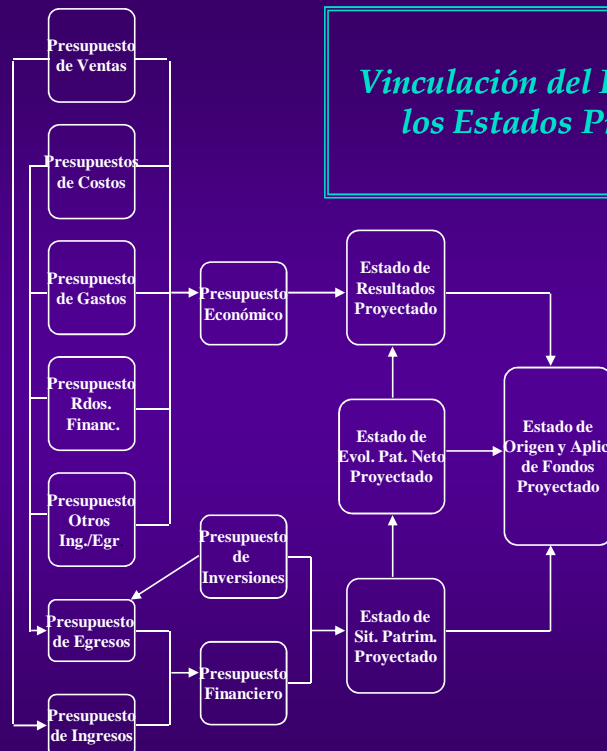 Presupuesto
de Ventas
Vinculación del
los Estados
Presupuestos
de Costos
Presupuesto
de Gastos
Presupuesto
Económico
Estado de
Resultados
Proyectado
Presupuesto
Rdos.
Financ.
Estado de
Evol. Pat. Neto
Proyectado
Estado de
Origen y Aplic
de Fondos
Proyectado
Presupuesto
Otros
Ing./Egr
Presupuesto
de
Inversiones
Presupuesto
de Egresos
Estado de
Sit. Patrim.
Proyectado
Presupuesto
Financiero
Presupuesto
de Ingresos